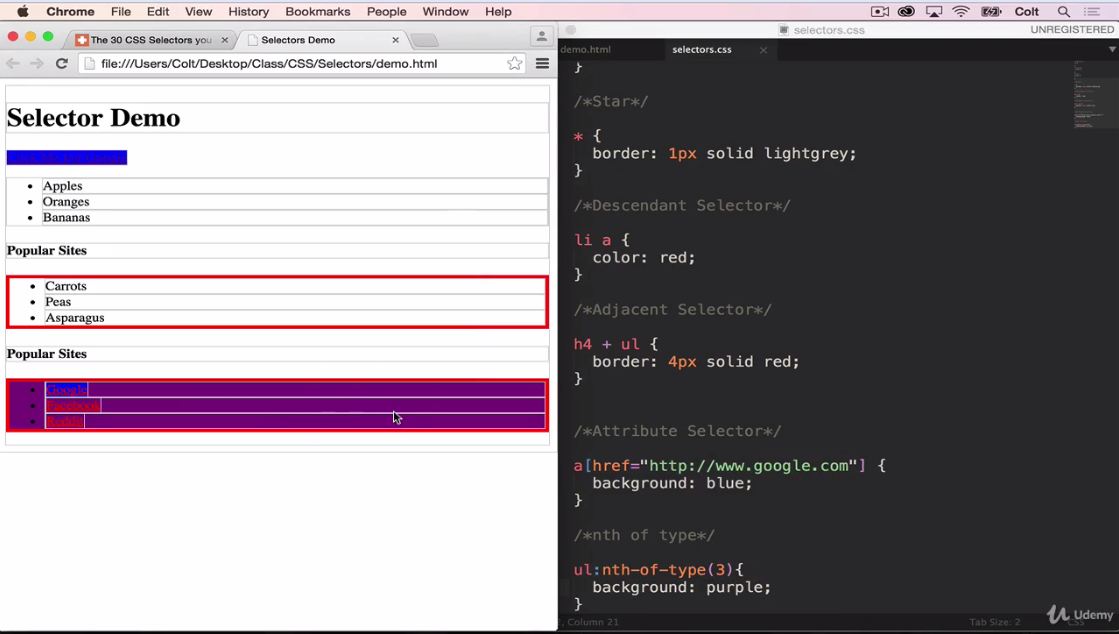 Chrome File Edit View History Bookmarks People Window Help Colt
The 30 CSS Selectors you
Selectors Demo
file:///Users/Colt/Desktop/Class/CSS/Selectors/demo.html
Selector Demo
Apples
Oranges
Bananas
Popular Sites
Carrots
Peas
Asparagus
Popular Sites
Google
Facebook
Reddit
selectors.css
UNREGISTERED
demo.html
selectors.css
}
/*Star*/
* {
border: 1px solid lightgrey;
}
/*Descendant Selector*/
li a {
color: red;
}
/*Adjacent Selector*/
h4 + ul {
border: 4px solid red;
}
/*Attribute Selector*/
a[href="http://www.google.com"] {
background: blue;
}
/*nth of type*/
ul:nth-of-type(3){
background: purple;
}
, Column 21
Tab Size: 2
CSS
Udemy